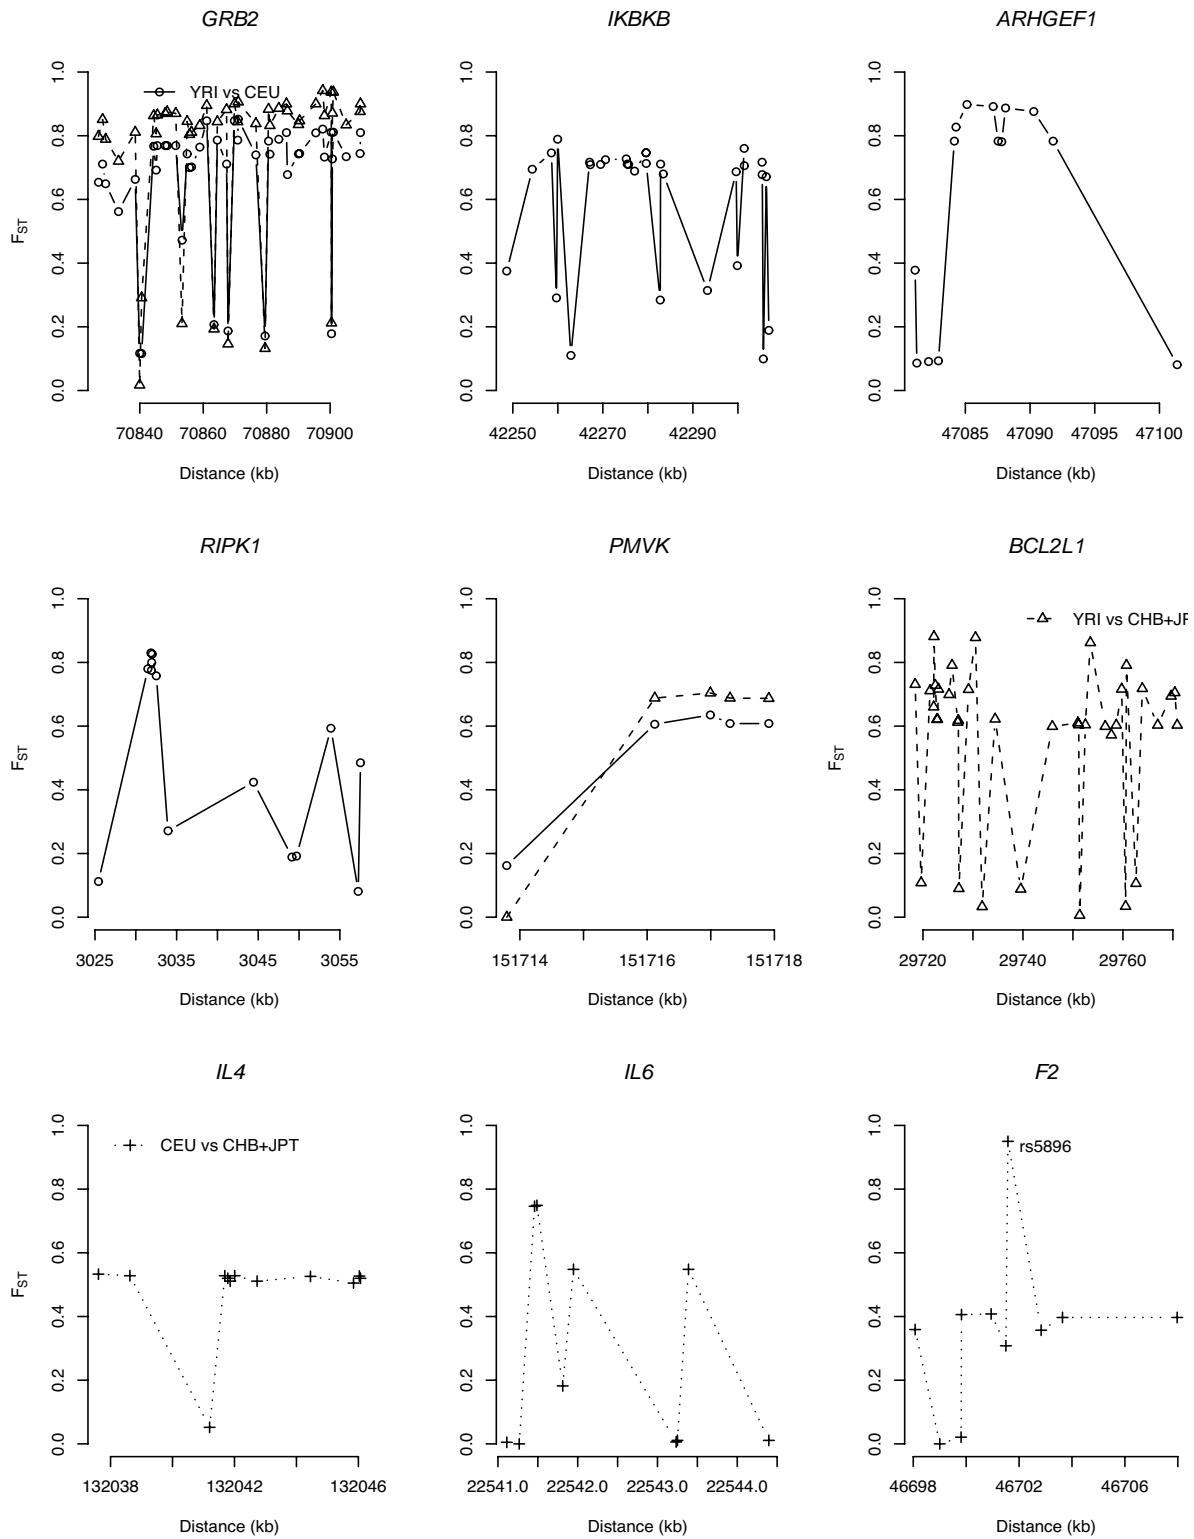 GRB2 IKBKB ARHGEF1
1.0 1.0 1.0
YRI vs CEU
0.8 0.8 0.8
0.6 0.6 0.6
FST
0.4 0.4 0.4
0.2 0.2 0.2
0.0 0.0 0.0
70840 70860 70880 70900 42250 42270 42290 47085 47090 47095 47100
Distance (kb) Distance (kb) Distance (kb)
RIPK1 PMVK BCL2L1
1.0 1.0 1.0
YRI vs CHB+JP
0.8 0.8 0.8
0.6 0.6 0.6
FST FST
0.4 0.4 0.4
0.2 0.2 0.2
0.0 0.0 0.0
3025 3035 3045 3055 151714 151716 151718 29720 29740 29760
Distance (kb) Distance (kb) Distance (kb)
IL4 IL6 F2
1.0 1.0 1.0
CEU vs CHB+JPT rs5896
0.8 0.8 0.8
0.6 0.6 0.6
FST
0.4 0.4 0.4
0.2 0.2 0.2
0.0 0.0 0.0
132038 132042 132046 22541.0 22542.0 22543.0 22544.0 46698 46702 46706
Distance (kb) Distance (kb) Distance (kb)